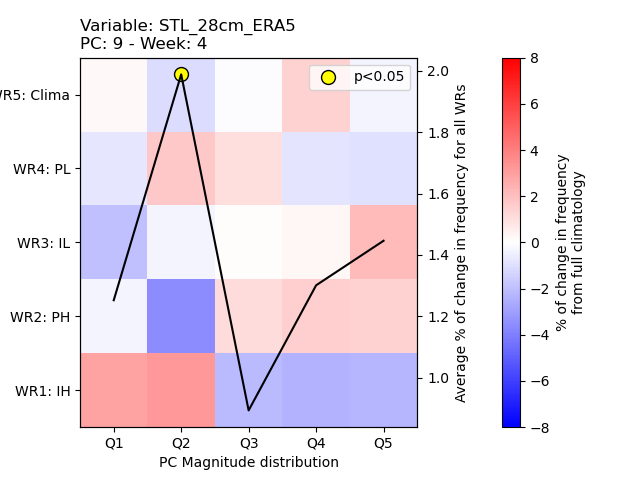 Variable: STL_28cm_ERA5
PC: 9 - Week: 4
WR5: Clima
WR4: PL
WR3: IL
WR2: PH
WR1: IH
p<0.05
2.0
1.8
1.6
1.4
1.2
1.0
Average % of change in frequency for all WRs
8
6
4
2
0
−2
−4
−6
−8
% of change in frequency
from full climatology
Q1 Q2 Q3 Q4 Q5
PC Magnitude distribution